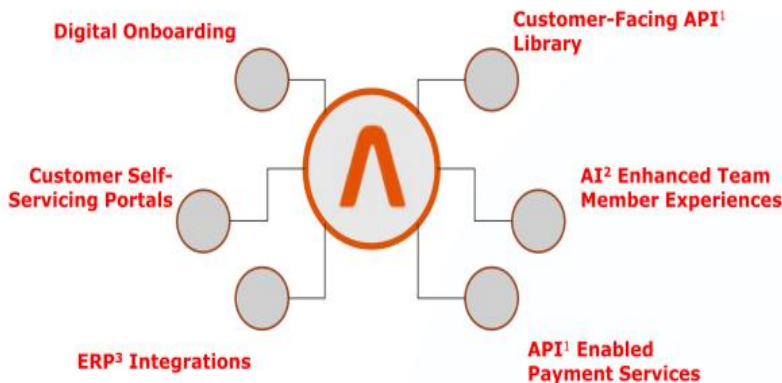 Digital Onboarding
Customer-Facing API¹
Library
Customer Self-
Servicing Portals
AI² Enhanced Team
Member Experiences
ERP³ Integrations
API¹ Enabled
Payment Services